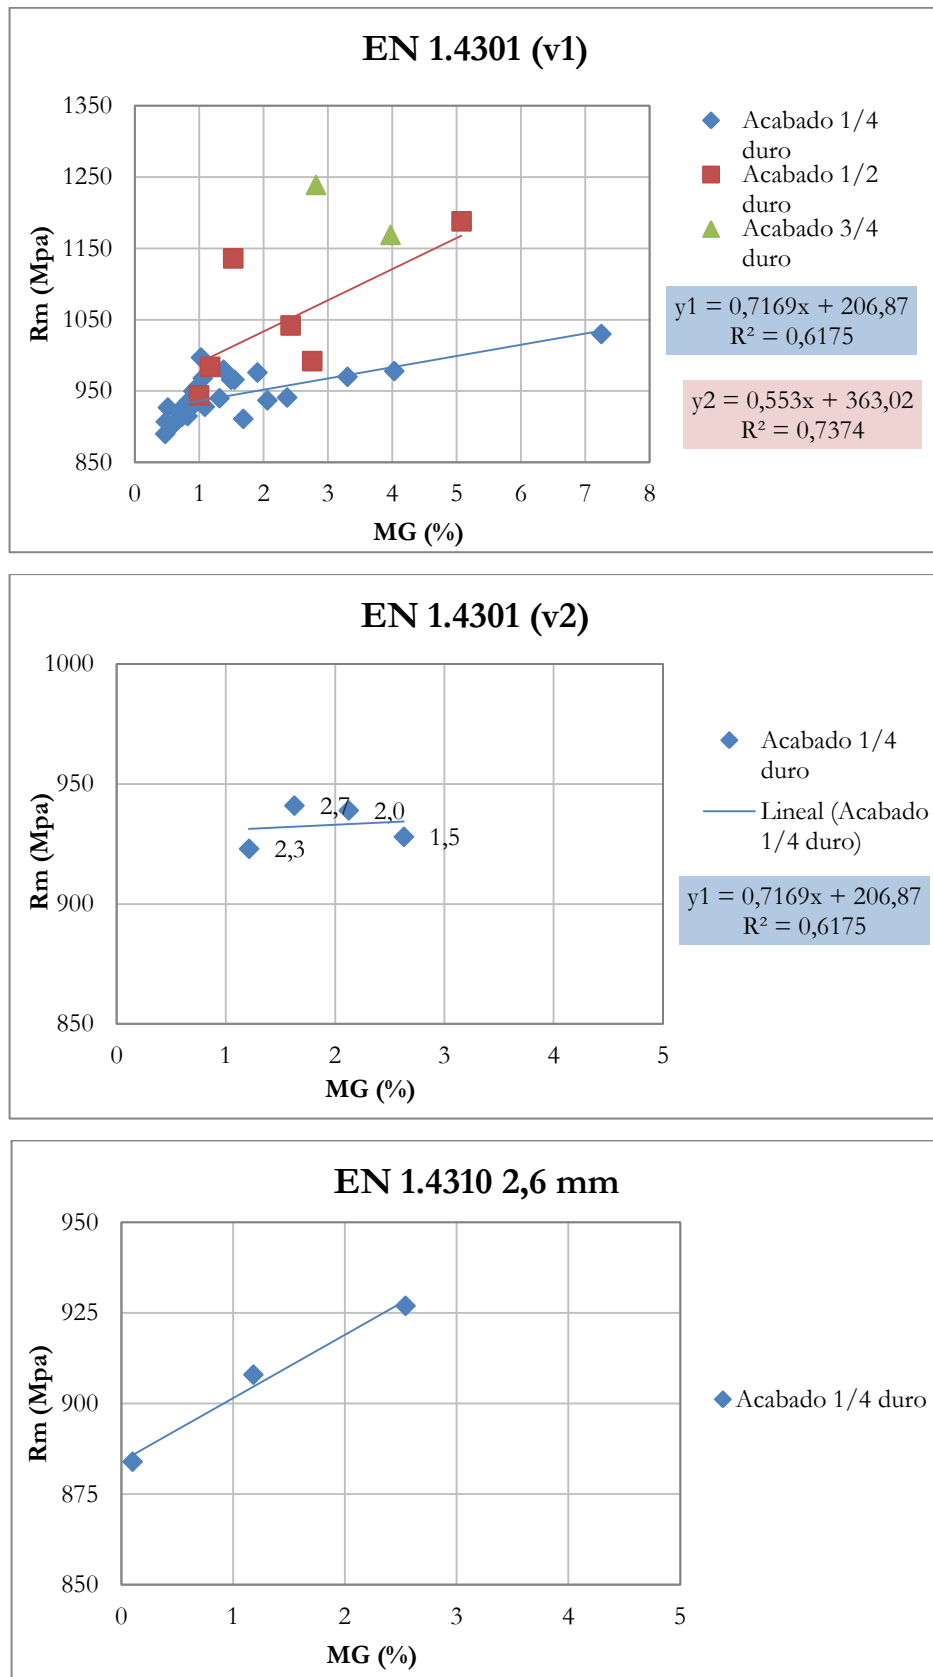 EN 1.4301 (v1)
1350
1250
1150
1050
950
850
Rm (Mpa)
0 1 2 3 4 5 6 7 8
MG (%)
Acabado 1/4
duro
Acabado 1/2
duro
Acabado 3/4
duro
y1 = 0,7169x + 206,87
R² = 0,6175
y2 = 0,553x + 363,02
R² = 0,7374
EN 1.4301 (v2)
1000
950
900
850
Rm (Mpa)
2,7 2,0
1,5
2,3
0 1 2 3 4 5
MG (%)
Acabado 1/4
duro
Lineal (Acabado
1/4 duro)
y1 = 0,7169x + 206,87
R² = 0,6175
EN 1.4310 2,6 mm
950
925
900
875
850
Rm (Mpa)
0 1 2 3 4 5
MG (%)
Acabado 1/4 duro